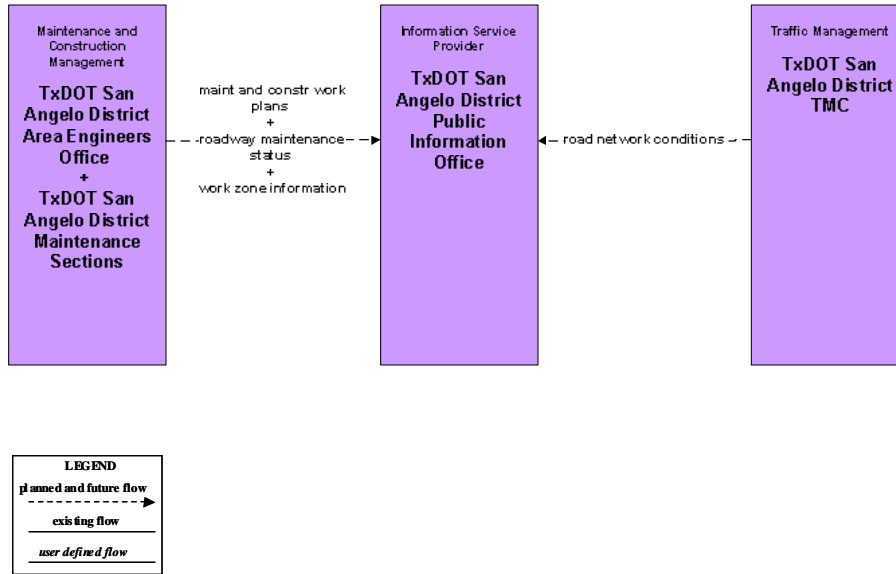 Maintenance and
Construction
Management
TxDOT San
Angelo District
Area Engineers
Office
+
TxDOT San
Angelo District
Maintenance
Sections
maint and constr work
plans
+
roadway maintenance
status
+
work zone information
Information Service
Provider
TxDOT San
Angelo District
Public
Information
Office
road network conditions
Traffic Management
TxDOT San
Angelo District
TMC
LEGEND
planned and future flow
existing flow
user defined flow